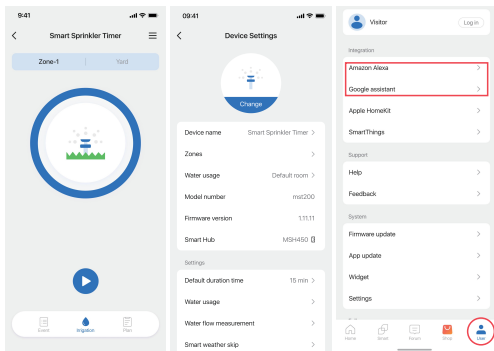 9:41
Smart Sprinkler Timer
Zone-1
Yard
Event
Irrigation
Plan
09:41
Device Settings
Change
Device name Smart Sprinkler Timer
Zones
Water usage Default room
Model number mst200
Firmware version 1.11.11
Smart Hub MSH450
Settings
Default duration time 15 min
Water usage
Water flow measurement
Smart weather skip
Visitor Log in
Integration
Amazon Alexa
Google assistant
Apple HomeKit
SmartThings
Support
Help
Feedback
System
Firmware update
App update
Widget
Settings
Home
Smart
Shop
User